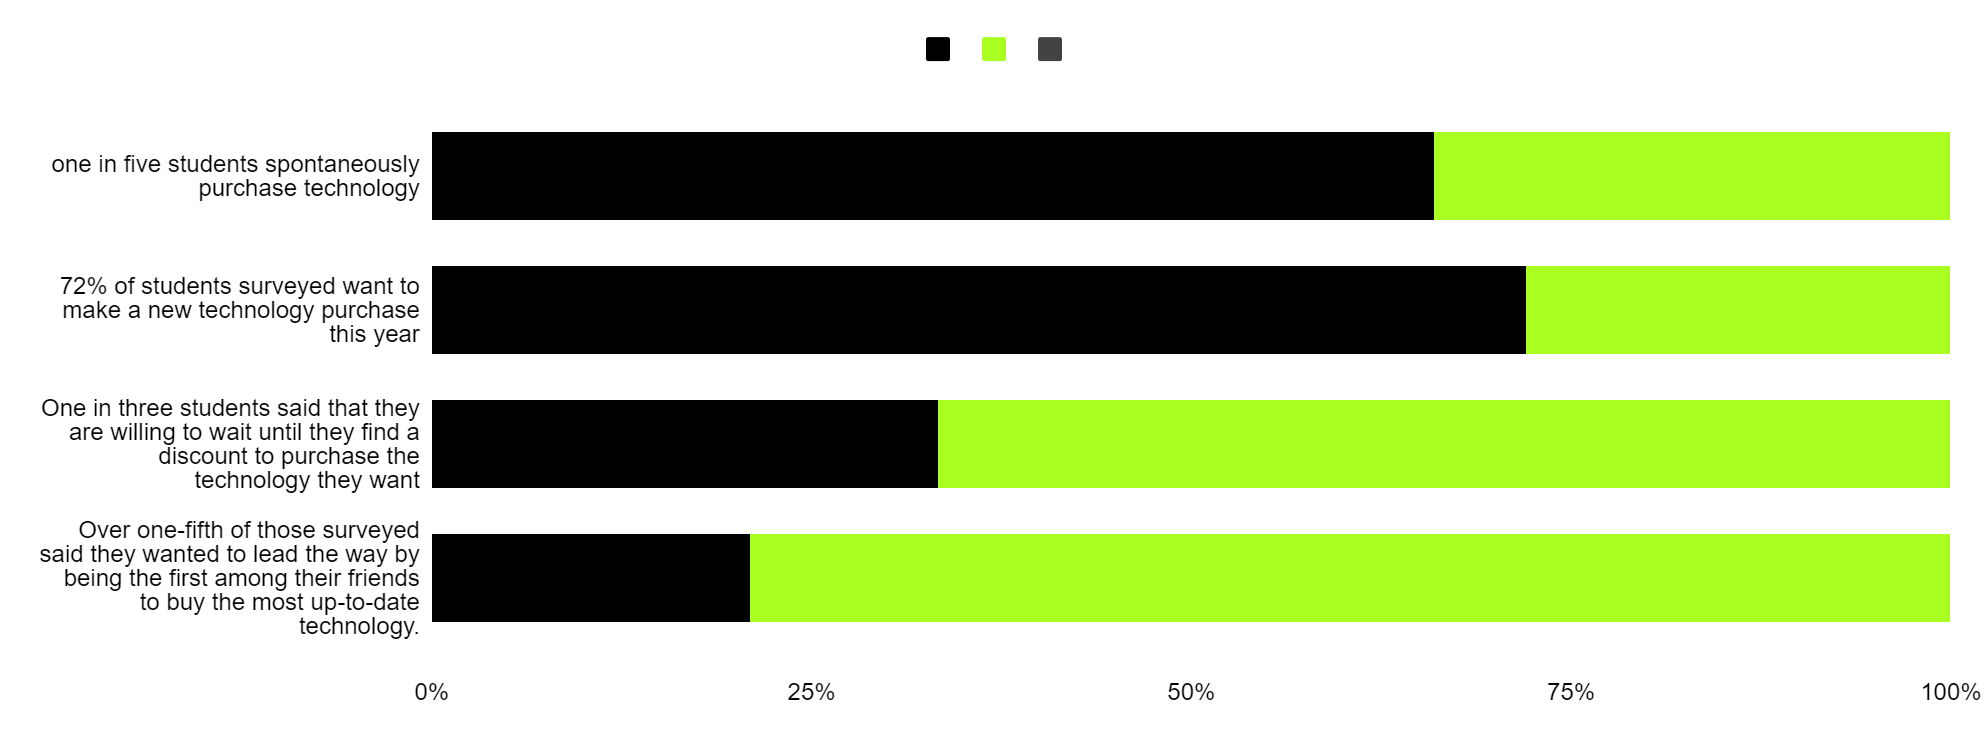 one in five students spontaneously
purchase technology
72% of students surveyed want to
make a new technology purchase
this year
One in three students said that they
are willing to wait until they find a
discount to purchase the
technology they want
Over one-fifth of those surveyed
said they wanted to lead the way by
being the first among their friends
to buy the most up-to-date
technology.
0% 25% 50% 75% 100%